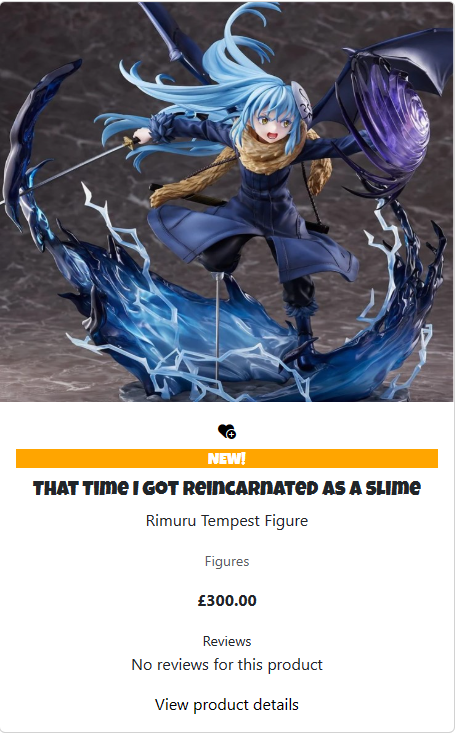 NEW!
THAT TIME I GOT REINCARNATED AS A SLIME
Rimuru Tempest Figure
Figures
£300.00
Reviews
No reviews for this product
View product details